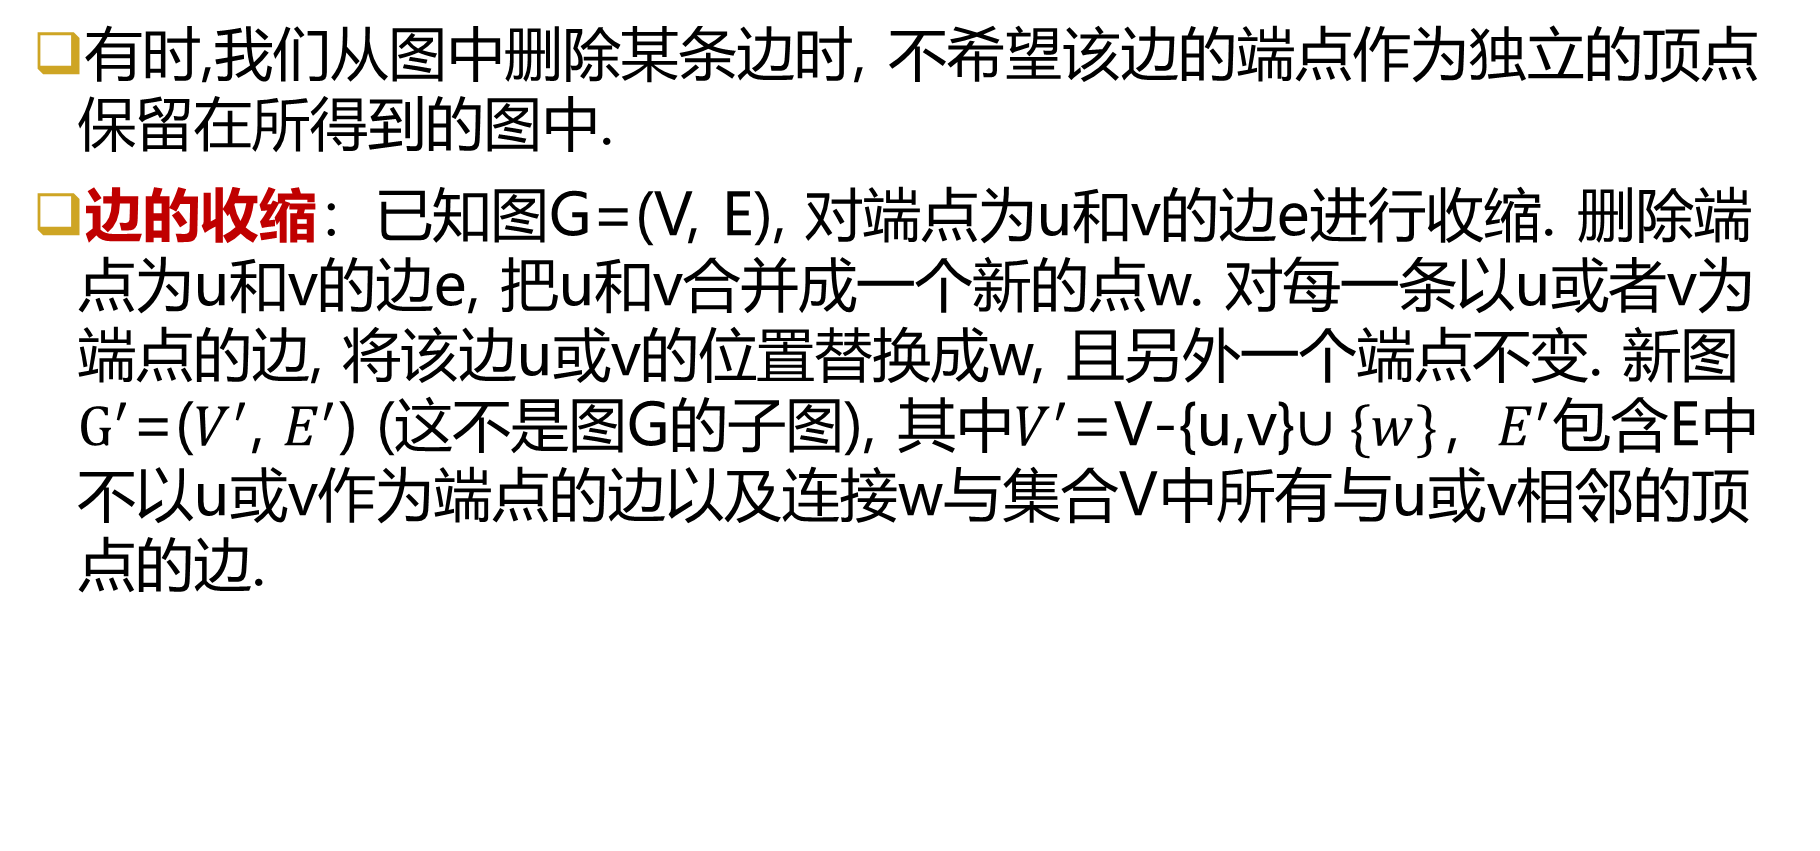 有时,我们从图中删除某条边时, 不希望该边的端点作为独立的顶点
保留在所得到的图中.
边的收缩：已知图G=(V, E), 对端点为u和v的边e进行收缩. 删除端
点为u和v的边e, 把u和v合并成一个新的点w. 对每一条以u或者v为
端点的边, 将该边u或v的位置替换成w, 且另外一个端点不变. 新图
G′=(V′, E′) (这不是图G的子图), 其中V′=V-{u,v}∪ {w}，E′包含E中
不以u或v作为端点的边以及连接w与集合V中所有与u或v相邻的顶
点的边.